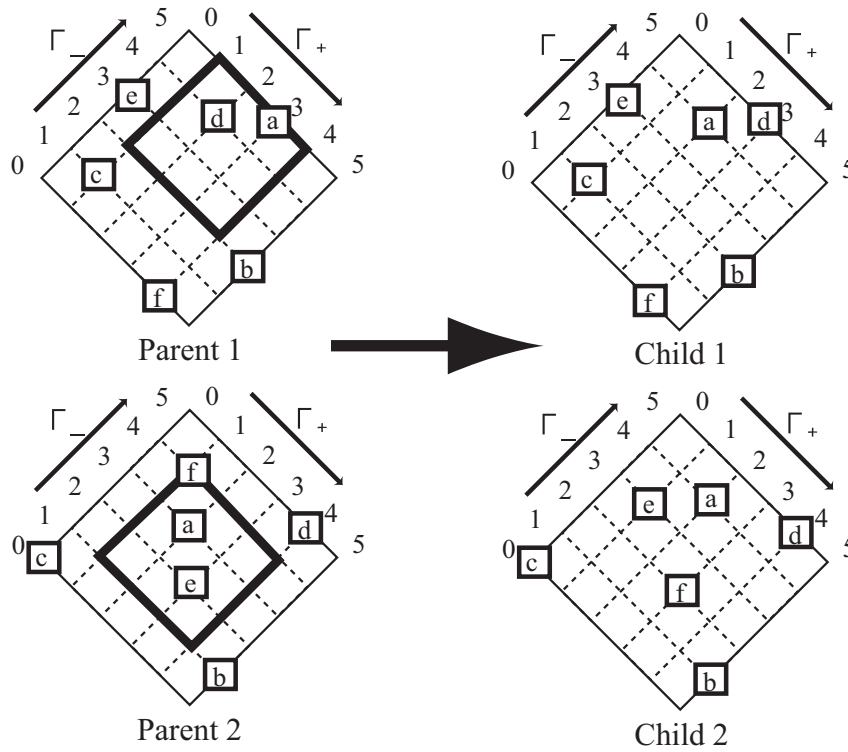 Γ_ 5 0 Γ+
4 1
3 2
e
2 d a 3
1 4
0 c 5
b
f
Parent 1
Γ_ 5 0 Γ+
4 1
3 2
e
2 a d 3
1 4
0 c 5
b
f
Child 1
Γ_ 5 0 Γ+
4 1
3 f 2
2 3
1 a d 4
0 c 5
e
b
Parent 2
Γ_ 5 0 Γ+
4 1
3 2
2 e a 3
1 d 4
0 c 5
f
b
Child 2